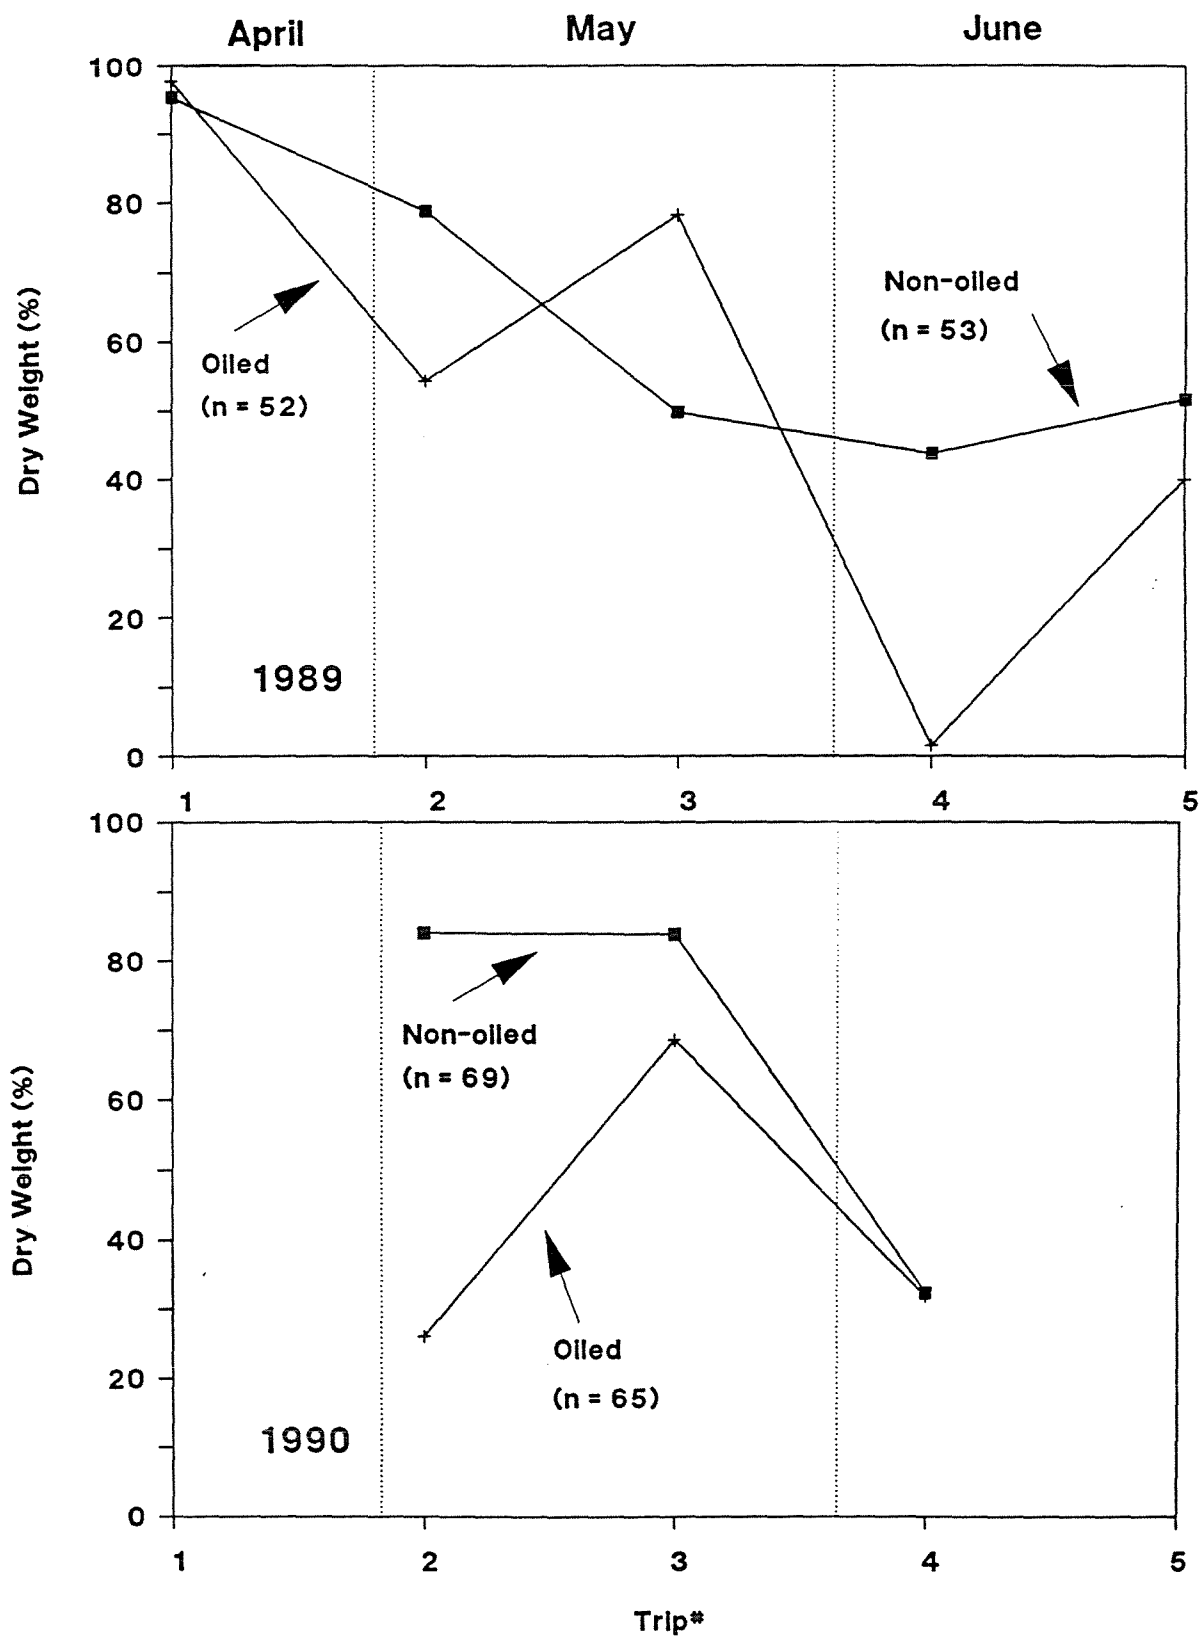 April May June
100
80
60
40
20
0
Dry Weight (%)
Oiled
(n = 52)
Non-oiled
(n = 53)
1989
1 2 3 4 5
100
80
60
40
20
0
Dry Weight (%)
Non-oiled
(n = 69)
Oiled
(n = 65)
1990
1 2 3 4 5
Trip#